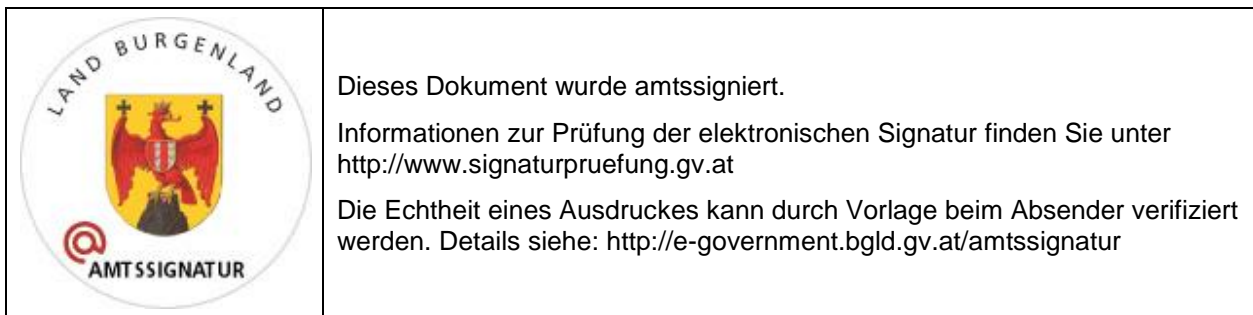 LAND BURGENLAND
AMTSSIGNATUR
Dieses Dokument wurde amtssigniert.
Informationen zur Prüfung der elektronischen Signatur finden Sie unter
http://www.signaturpruefung.gv.at
Die Echtheit eines Ausdruckes kann durch Vorlage beim Absender verifiziert
werden. Details siehe: http://e-government.bgld.gv.at/amtssignatur